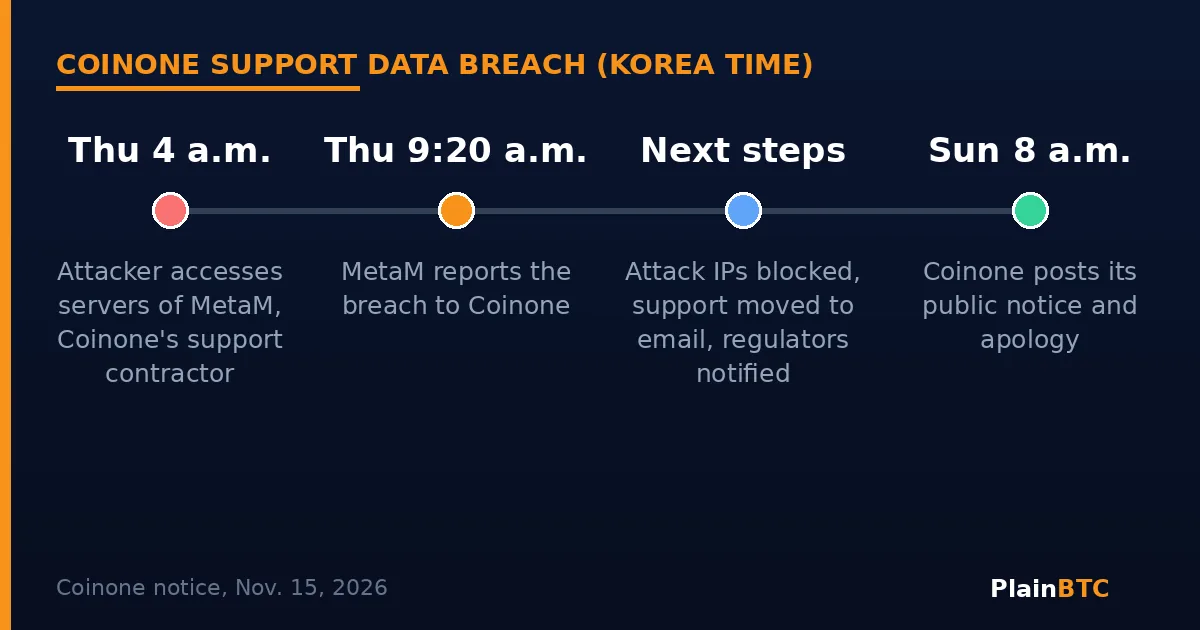 COINONE SUPPORT DATA BREACH (KOREA TIME)
Thu 4 a.m.
Attacker accesses
servers of MetaM,
Coinone's support
contractor
Thu 9:20 a.m.
MetaM reports the
breach to Coinone
Next steps
Attack IPs blocked,
support moved to
email, regulators
notified
Sun 8 a.m.
Coinone posts its
public notice and
apology
Coinone notice, Nov. 15, 2026
PlainBTC